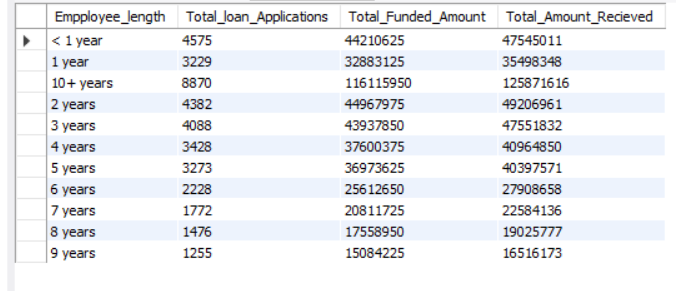 Empployee_length Total_loan_Applications Total_Funded_Amount Total_Amount_Recieved
< 1 year 4575 44210625 47545011
1 year 3229 32883125 35498348
10+ years 8870 116115950 125871616
2 years 4382 44967975 49206961
3 years 4088 43937850 47551832
4 years 3428 37600375 40964850
5 years 3273 36973625 40397571
6 years 2228 25612650 27908658
7 years 1772 20811725 22584136
8 years 1476 17558950 19025777
9 years 1255 15084225 16516173